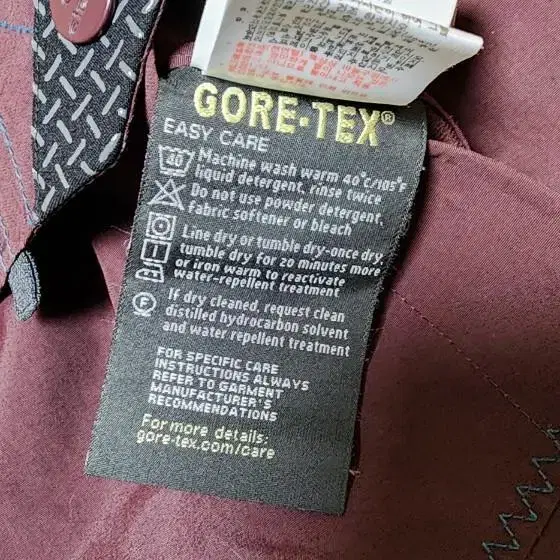 GORE-TEX®
EASY CARE
40
Machine wash warm 40°C/105°F
liquid detergent, rinse twice
Do not use powder detergent,
fabric softener or bleach
Line dry or tumble dry-once dry,
tumble dry for 20 minutes more
or iron warm to reactivate
water-repellent treatment
F
If dry cleaned, request clean
distilled hydrocarbon solvent
and water repellent treatment
FOR SPECIFIC CARE
INSTRUCTIONS ALWAYS
REFER TO GARMENT
MANUFACTURER'S
RECOMMENDATIONS
For more details:
gore-tex.com/care